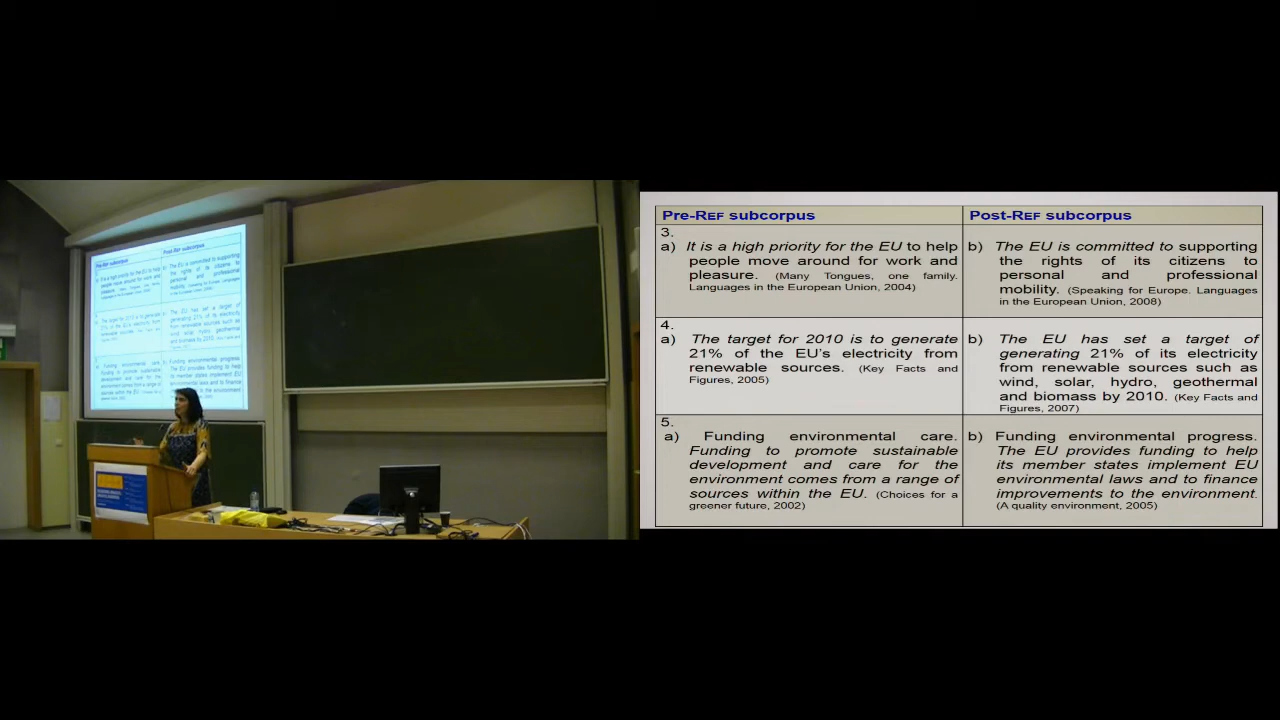 Pre-REF subcorpus
Post-REF subcorpus
3.
a) It is a high priority for the EU to help
people move around for work and
pleasure. (Many Tongues, one family.
Languages in the European Union, 2004)
b) The EU is committed to supporting
the rights of its citizens to
personal and professional
mobility. (Speaking for Europe. Languages
in the European Union, 2008)
4.
a) The target for 2010 is to generate
21% of the EU's electricity from
renewable sources. (Key Facts and
Figures, 2005)
b) The EU has set a target of
generating 21% of its electricity
from renewable sources such as
wind, solar, hydro, geothermal
and biomass by 2010. (Key Facts and
Figures, 2007)
5.
a) Funding environmental care.
Funding to promote sustainable
development and care for the
environment comes from a range of
sources within the EU. (Choices for a
greener future, 2002)
b) Funding environmental progress.
The EU provides funding to help
its member states implement EU
environmental laws and to finance
improvements to the environment.
(A quality environment, 2005)